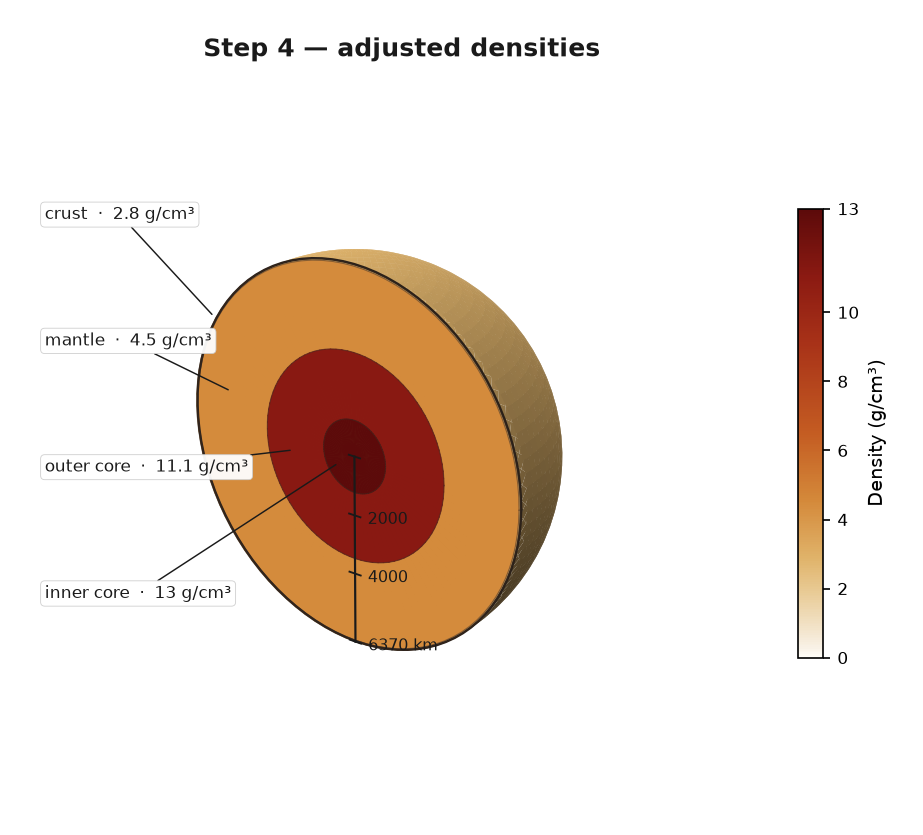 Step 4 — adjusted densities
crust · 2.8 g/cm³
mantle · 4.5 g/cm³
outer core · 11.1 g/cm³
inner core · 13 g/cm³
2000
4000
6370 km
13
10
8
6
4
2
0
Density (g/cm³)